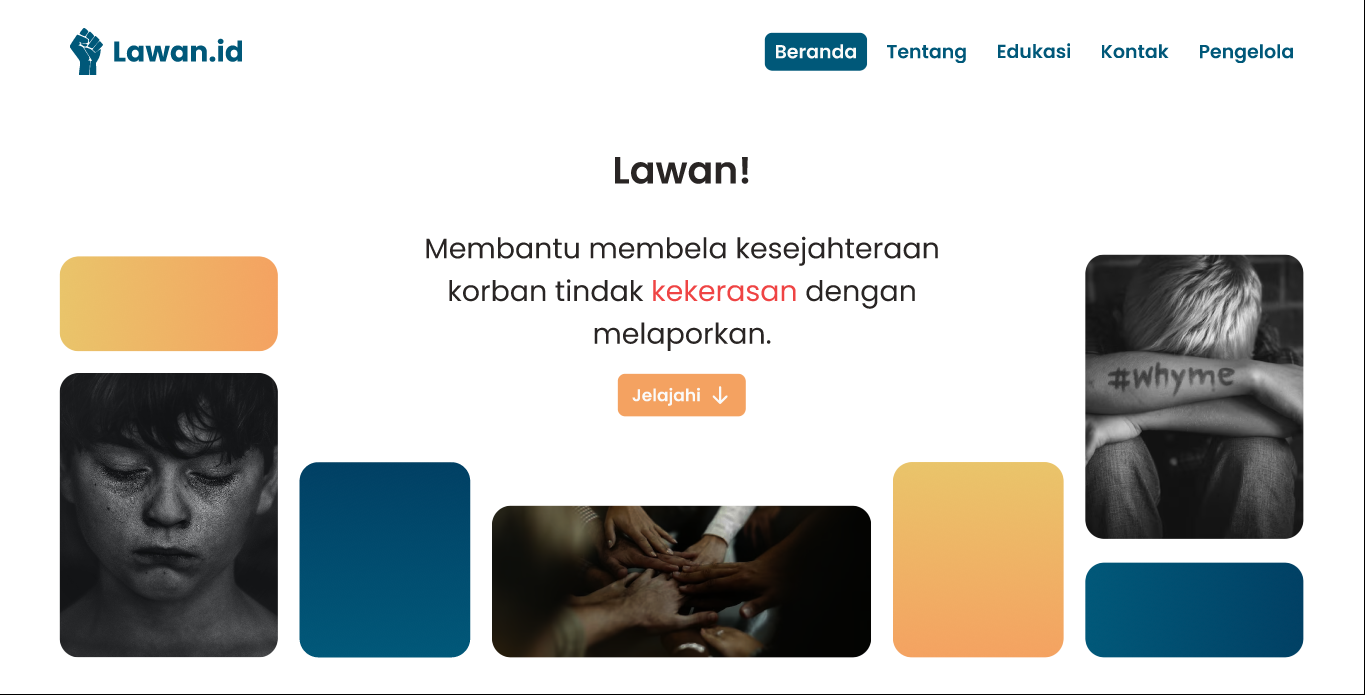 Lawan.id
Beranda
Tentang
Edukasi
Kontak
Pengelola
Lawan!
Membantu membela kesejahteraan
korban tindak kekerasan dengan
melaporkan.
Jelajahi ↓
#whyme